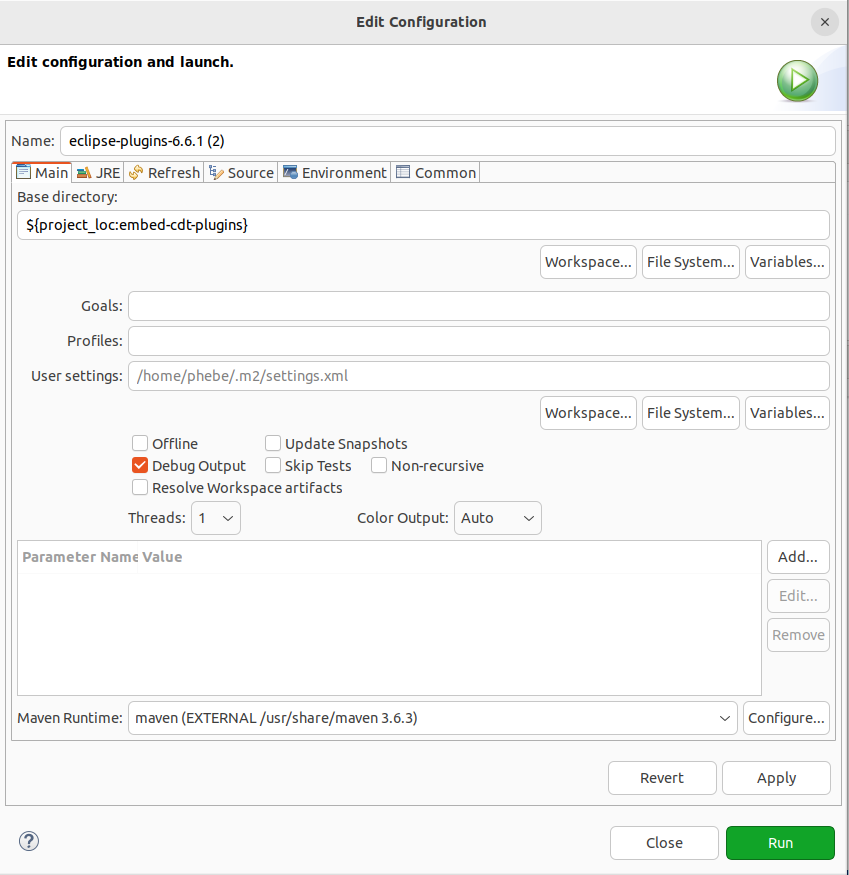 Edit Configuration
Edit configuration and launch.
Name: eclipse-plugins-6.6.1 (2)
Main JRE Refresh Source Environment Common
Base directory:
${project_loc:embed-cdt-plugins}
Workspace... File System... Variables...
Goals:
Profiles:
User settings: /home/phebe/.m2/settings.xml
Workspace... File System... Variables...
Offline Update Snapshots
Debug Output Skip Tests Non-recursive
Resolve Workspace artifacts
Threads: 1 Color Output: Auto
Parameter Name Value Add...
Edit...
Remove
Maven Runtime: maven (EXTERNAL /usr/share/maven 3.6.3) Configure...
Revert Apply
? Close Run